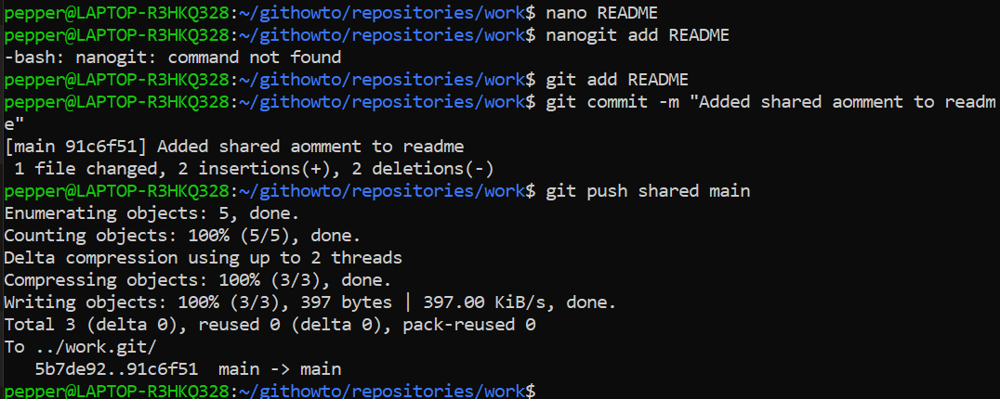 pepper@LAPTOP-R3HKQ328:~/githowto/repositories/work$ nano README
pepper@LAPTOP-R3HKQ328:~/githowto/repositories/work$ nanogit add README
-bash: nanogit: command not found
pepper@LAPTOP-R3HKQ328:~/githowto/repositories/work$ git add README
pepper@LAPTOP-R3HKQ328:~/githowto/repositories/work$ git commit -m "Added shared aomment to readm
e"
[main 91c6f51] Added shared aomment to readme
 1 file changed, 2 insertions(+), 2 deletions(-)
pepper@LAPTOP-R3HKQ328:~/githowto/repositories/work$ git push shared main
Enumerating objects: 5, done.
Counting objects: 100% (5/5), done.
Delta compression using up to 2 threads
Compressing objects: 100% (3/3), done.
Writing objects: 100% (3/3), 397 bytes | 397.00 KiB/s, done.
Total 3 (delta 0), reused 0 (delta 0), pack-reused 0
To ../work.git/
   5b7de92..91c6f51  main -> main
pepper@LAPTOP-R3HKQ328:~/githowto/repositories/work$